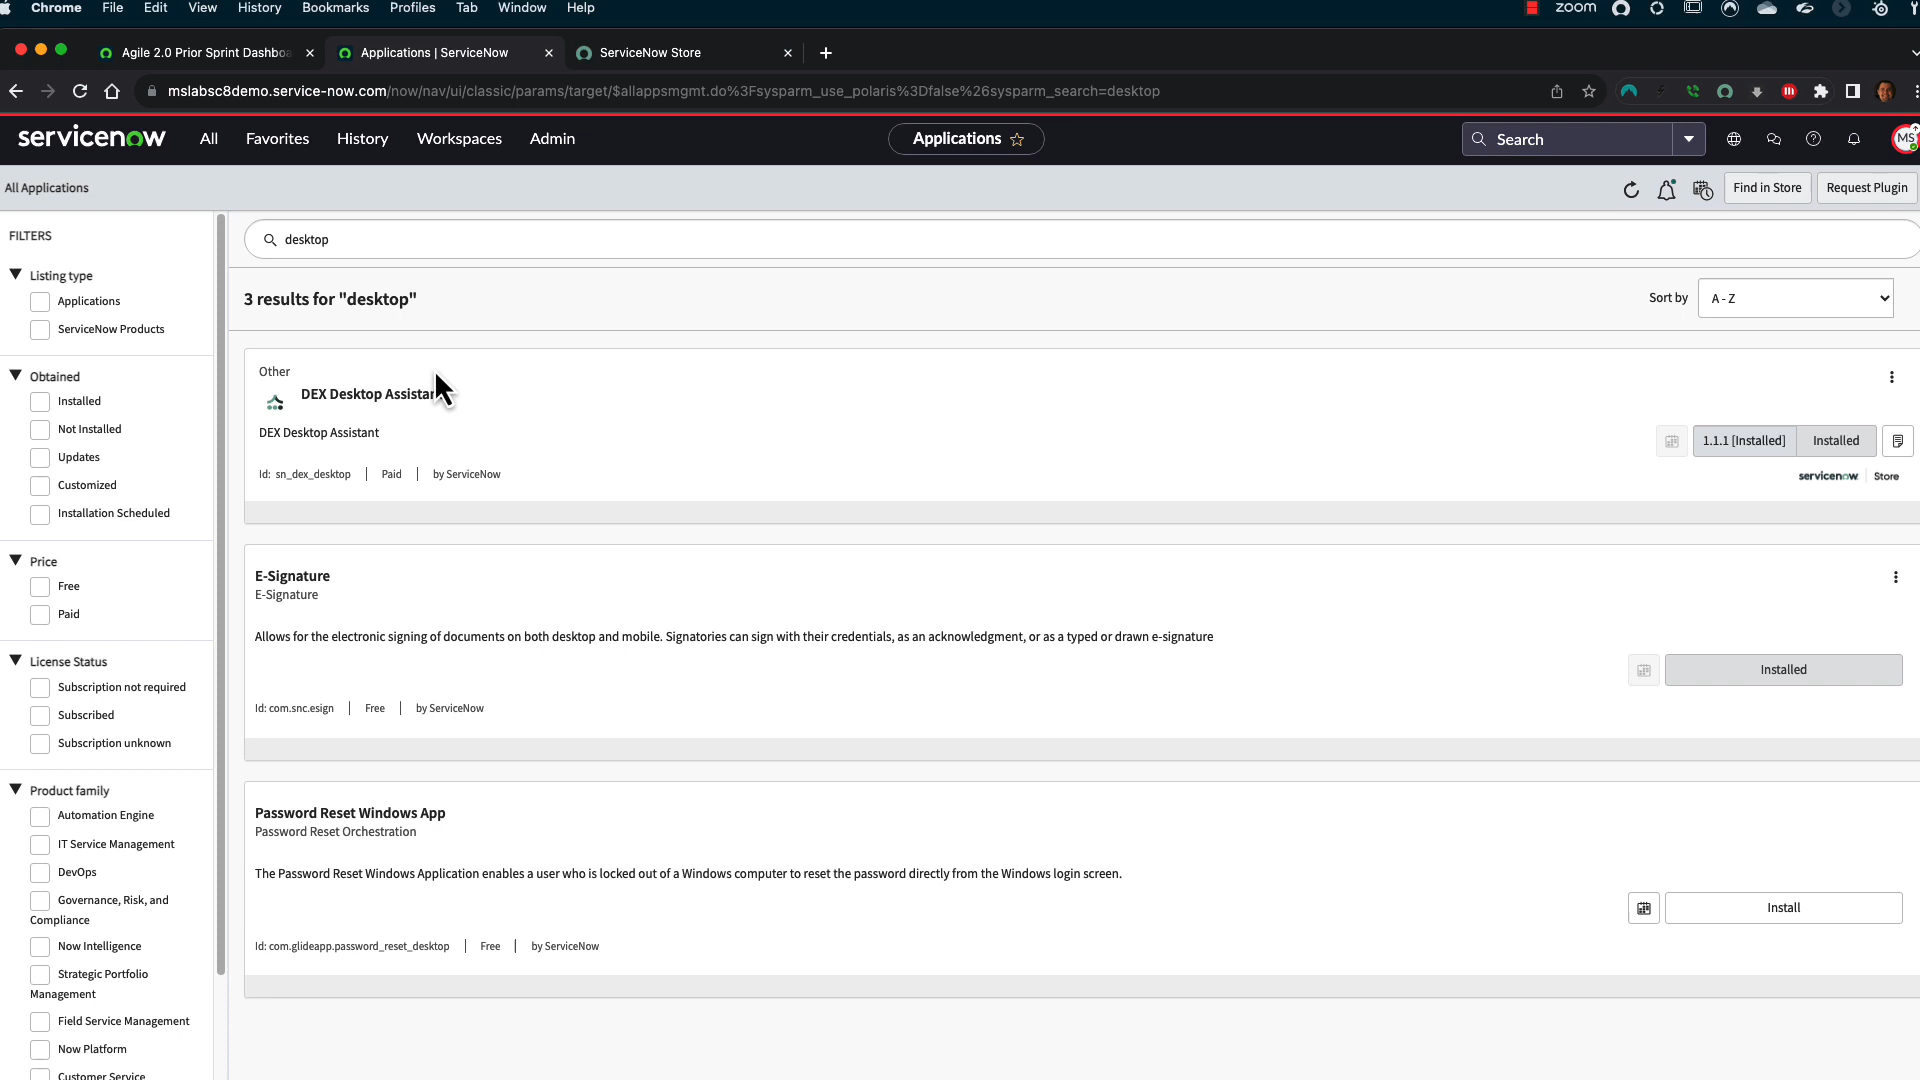 Chrome File Edit View History Bookmarks Profiles Tab Window Help zoom
Agile 2.0 Prior Sprint Dashboa Applications | ServiceNow ServiceNow Store
mslabsc8demo.service-now.com/now/nav/ui/classic/params/target/$allappsmgmt.do%3Fsysparm_use_polaris%3Dfalse%26sysparm_search=desktop
servicenow All Favorites History Workspaces Admin Applications Search MS
All Applications Find in Store Request Plugin
FILTERS
desktop
Listing type
Applications
ServiceNow Products
3 results for "desktop" Sort by A - Z
Obtained
Installed
Not Installed
Updates
Customized
Installation Scheduled
Price
Free
Paid
License Status
Subscription not required
Subscribed
Subscription unknown
Product family
Automation Engine
IT Service Management
DevOps
Governance, Risk, and
Compliance
Now Intelligence
Strategic Portfolio
Management
Field Service Management
Now Platform
Customer Service
Other
DEX Desktop Assistan
DEX Desktop Assistant
1.1.1 [Installed] Installed
Id: sn_dex_desktop Paid by ServiceNow
servicenow Store
E-Signature
E-Signature
Allows for the electronic signing of documents on both desktop and mobile. Signatories can sign with their credentials, as an acknowledgment, or as a typed or drawn e-signature
Installed
Id: com.snc.esign Free by ServiceNow
Password Reset Windows App
Password Reset Orchestration
The Password Reset Windows Application enables a user who is locked out of a Windows computer to reset the password directly from the Windows login screen.
Install
Id: com.glideapp.password_reset_desktop Free by ServiceNow